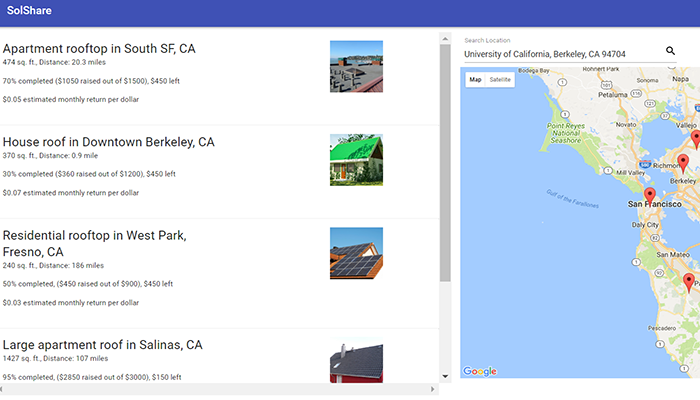 SolShare
Apartment rooftop in South SF, CA
474 sq. ft., Distance: 20.3 miles
70% completed ($1050 raised out of $1500), $450 left
$0.05 estimated monthly return per dollar
House roof in Downtown Berkeley, CA
370 sq. ft., Distance: 0.9 mile
30% completed ($360 raised out of $1200), $450 left
$0.07 estimated monthly return per dollar
Residential rooftop in West Park,
Fresno, CA
240 sq. ft., Distance: 186 miles
50% completed, ($450 raised out of $900), $450 left
$0.03 estimated monthly return per dollar
Large apartment roof in Salinas, CA
1427 sq. ft., Distance: 107 miles
95% completed, ($2850 raised out of $3000), $150 left
Search Location
University of California, Berkeley, CA 94704
Map Satellite
Bodega Bay
Rohnert Park
Sonoma
Napa
Petaluma
Point Reyes
National
Seashore
Novato
Vallejo
Richmond
Mill Valley
Berkeley
Gulf of the Farallones
San Francisco
Daly City
San Mateo
Pescadero
Google